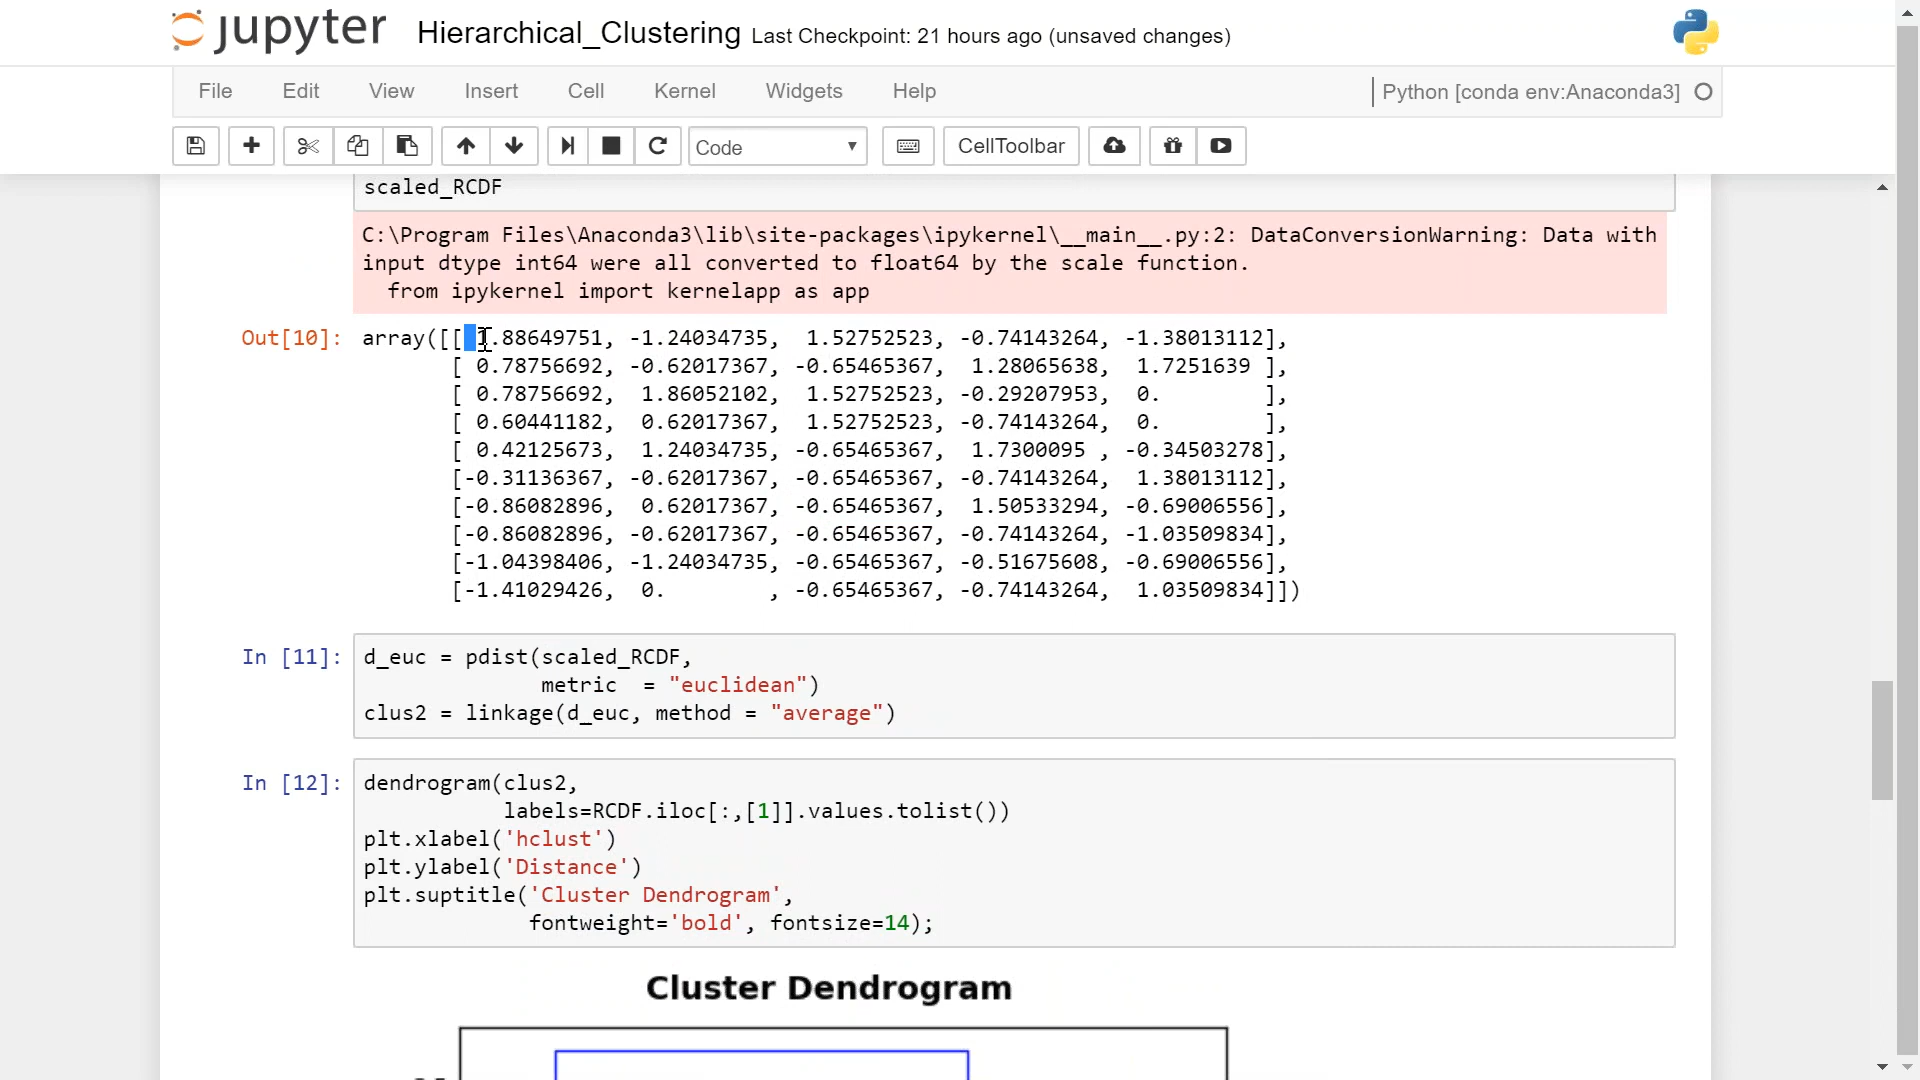 jupyter Hierarchical_Clustering Last Checkpoint: 21 hours ago (unsaved changes)
File Edit View Insert Cell Kernel Widgets Help Python [conda env:Anaconda3]
Code CellToolbar
scaled_RCDF
C:\Program Files\Anaconda3\lib\site-packages\ipykernel\__main__.py:2: DataConversionWarning: Data with
input dtype int64 were all converted to float64 by the scale function.
  from ipykernel import kernelapp as app
Out[10]: array([[ 1.88649751, -1.24034735,  1.52752523, -0.74143264, -1.38013112],
[ 0.78756692, -0.62017367, -0.65465367,  1.28065638,  1.7251639 ],
[ 0.78756692,  1.86052102,  1.52752523, -0.29207953,  0.        ],
[ 0.60441182,  0.62017367,  1.52752523, -0.74143264,  0.        ],
[ 0.42125673,  1.24034735, -0.65465367,  1.7300095 , -0.34503278],
[-0.31136367, -0.62017367, -0.65465367, -0.74143264,  1.38013112],
[-0.86082896,  0.62017367, -0.65465367,  1.50533294, -0.69006556],
[-0.86082896, -0.62017367, -0.65465367, -0.74143264, -1.03509834],
[-1.04398406, -1.24034735, -0.65465367, -0.51675608, -0.69006556],
[-1.41029426,  0.        , -0.65465367, -0.74143264,  1.03509834]])
In [11]: d_euc = pdist(scaled_RCDF,
metric  = "euclidean")
clus2 = linkage(d_euc, method = "average")
In [12]: dendrogram(clus2,
labels=RCDF.iloc[:,[1]].values.tolist())
plt.xlabel('hclust')
plt.ylabel('Distance')
plt.suptitle('Cluster Dendrogram',
fontweight='bold', fontsize=14);
Cluster Dendrogram